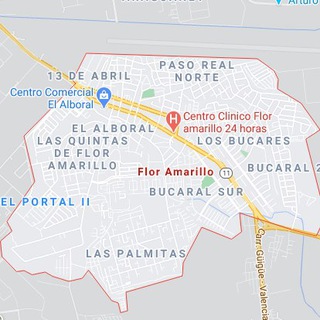 Arturo
PASO REAL
NORTE
13 DE ABRIL
Centro Comercial
El Alboral
Centro Clinico Flor
amarillo 24 horas
EL ALBORAL
LAS QUINTAS
DE FLOR
AMARILLO
LOS BUCARES
Flor Amarillo
11
BUCARAL 2
BUCARAL SUR
EL PORTAL II
LAS PALMITAS
Carr. Güigüe - Valencia